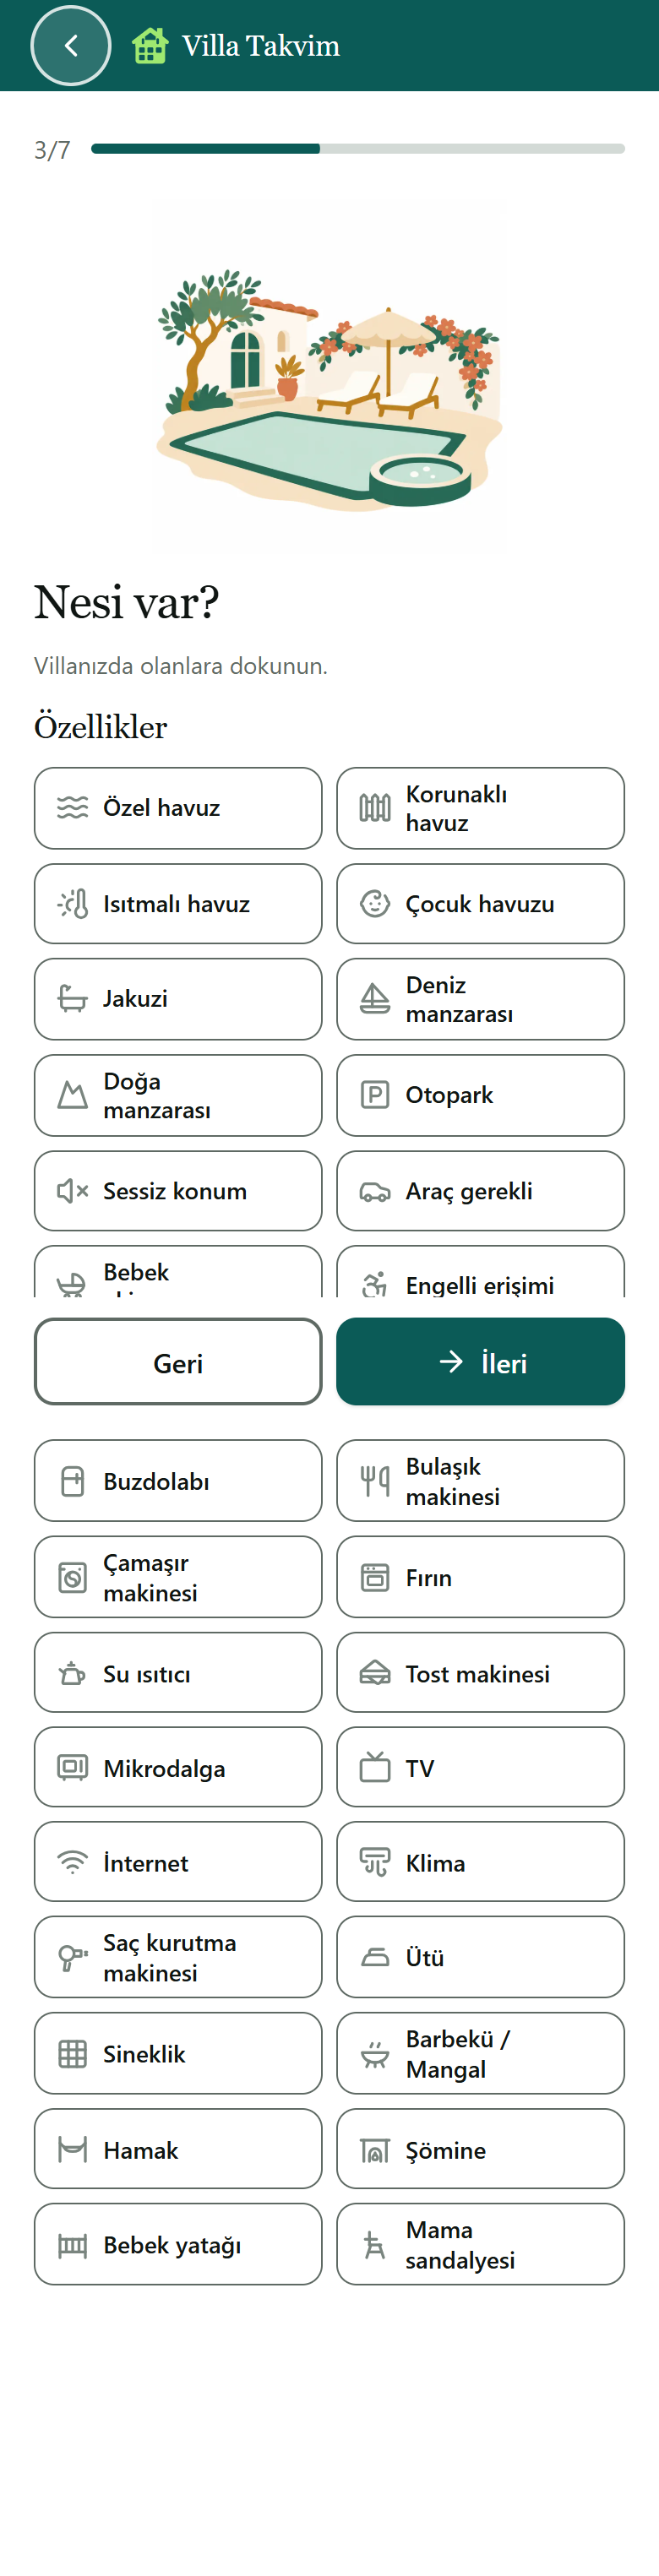 Villa Takvim
3/7
Nesi var?
Villanızda olanlara dokunun.
Özellikler
Özel havuz
Korunaklı
havuz
Isıtmalı havuz
Çocuk havuzu
Jakuzi
Deniz
manzarası
Doğa
manzarası
P
Otopark
Sessiz konum
Araç gerekli
Bebek
Engelli erişimi
Geri
İleri
Buzdolabı
Bulaşık
makinesi
Çamaşır
makinesi
Fırın
Su ısıtıcı
Tost makinesi
Mikrodalga
TV
İnternet
Klima
Saç kurutma
makinesi
Ütü
Sineklik
Barbekü /
Mangal
Hamak
Şömine
Bebek yatağı
Mama
sandalyesi